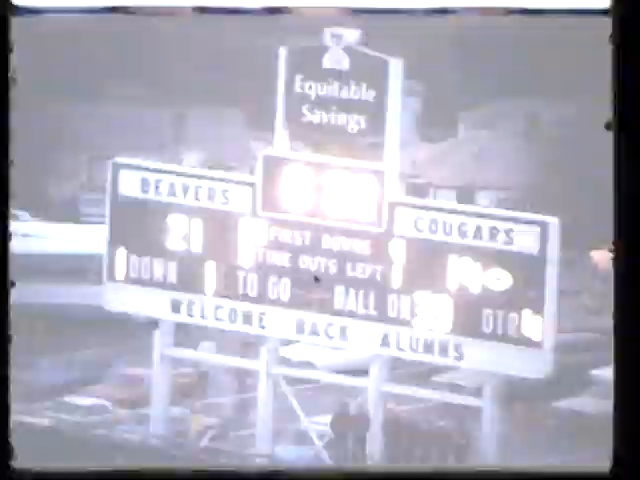 Equitable
Savings
BEAVERS
COUGARS
21
FIRST DOWNS
TIME OUTS LEFT
DOWN
TO GO
BALL ON
QTR
WELCOME BACK ALUMNS